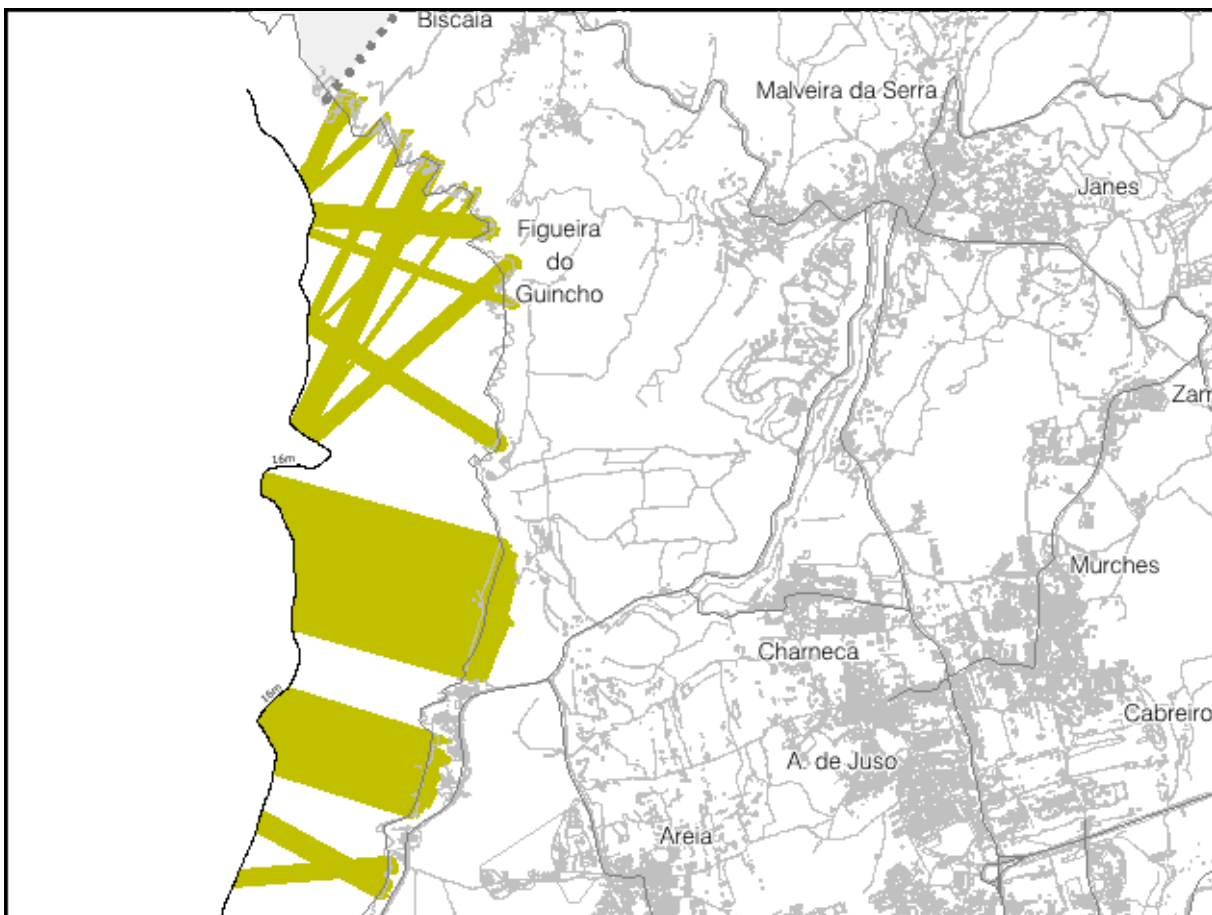 Biscaia
Malveira da Serra
Janes
Figueira
do
Guincho
Zam
16m
Murches
Charneca
16m
Cabreiro
A. de Juso
Areia